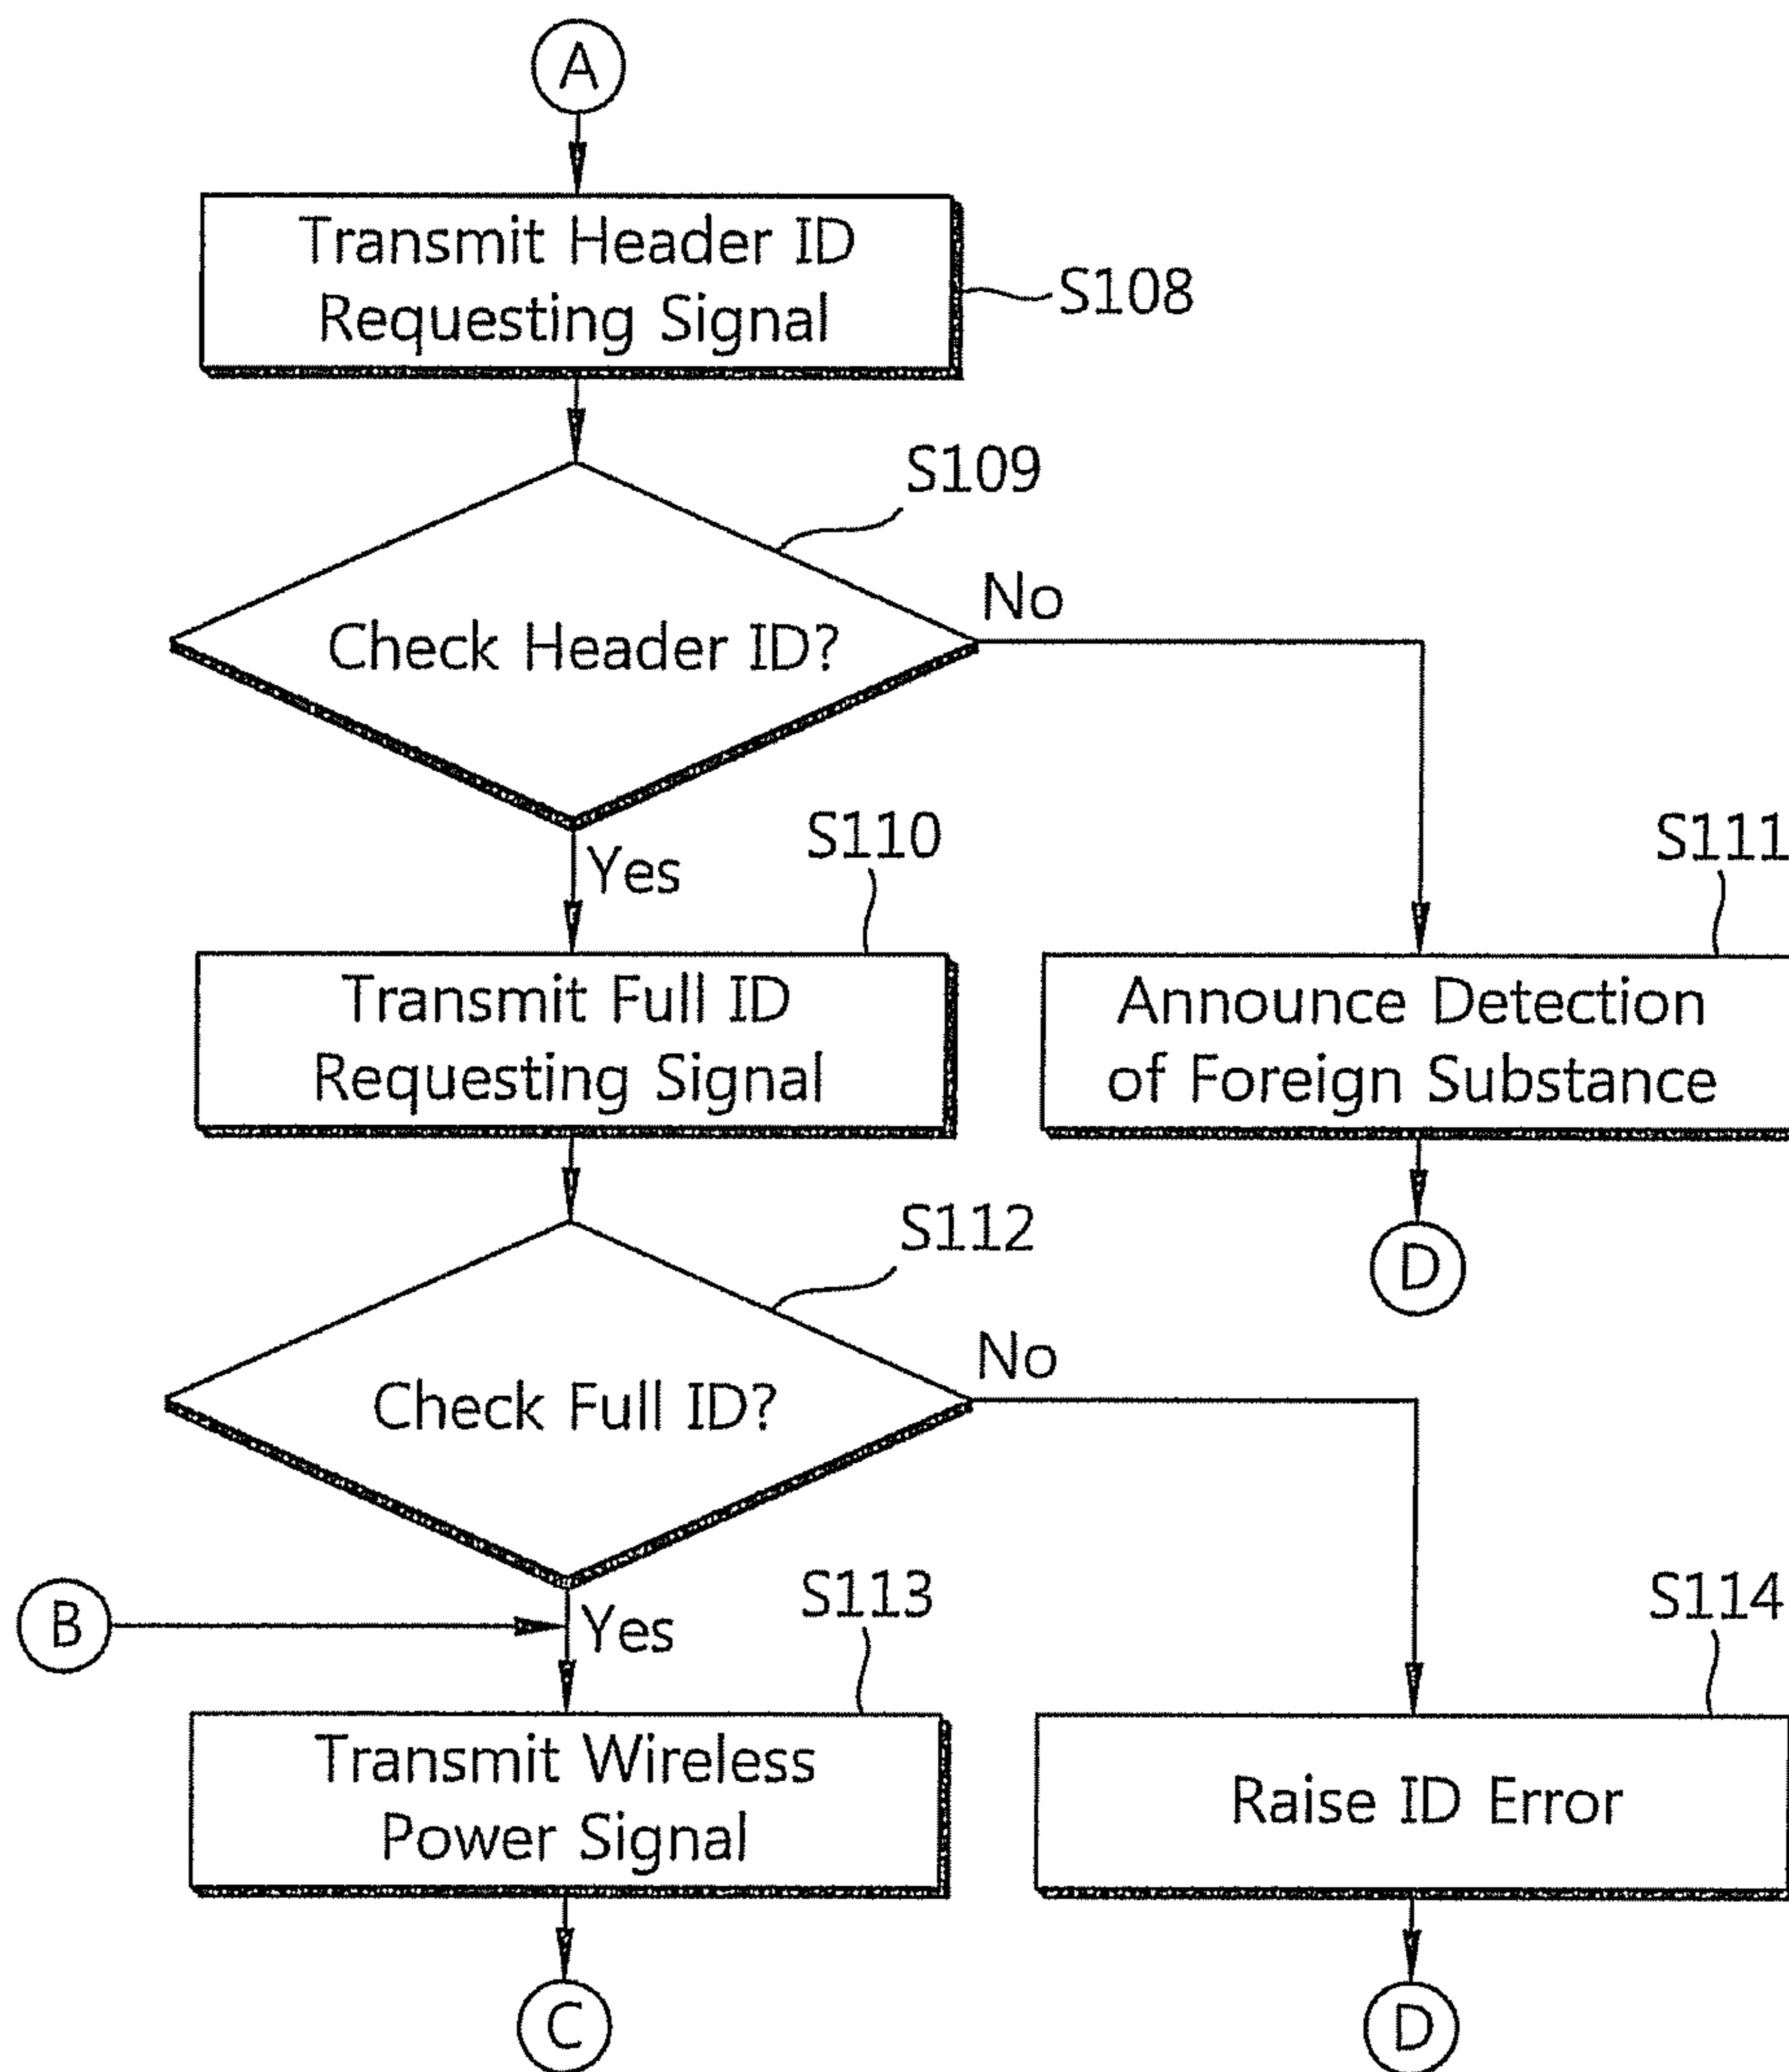 A
Transmit Header ID
Requesting Signal
S108
S109
Check Header ID?
No
Yes
S110
S111
Transmit Full ID
Requesting Signal
Announce Detection
of Foreign Substance
D
S112
Check Full ID?
No
B
Yes
S113
S114
Transmit Wireless
Power Signal
Raise ID Error
C
D